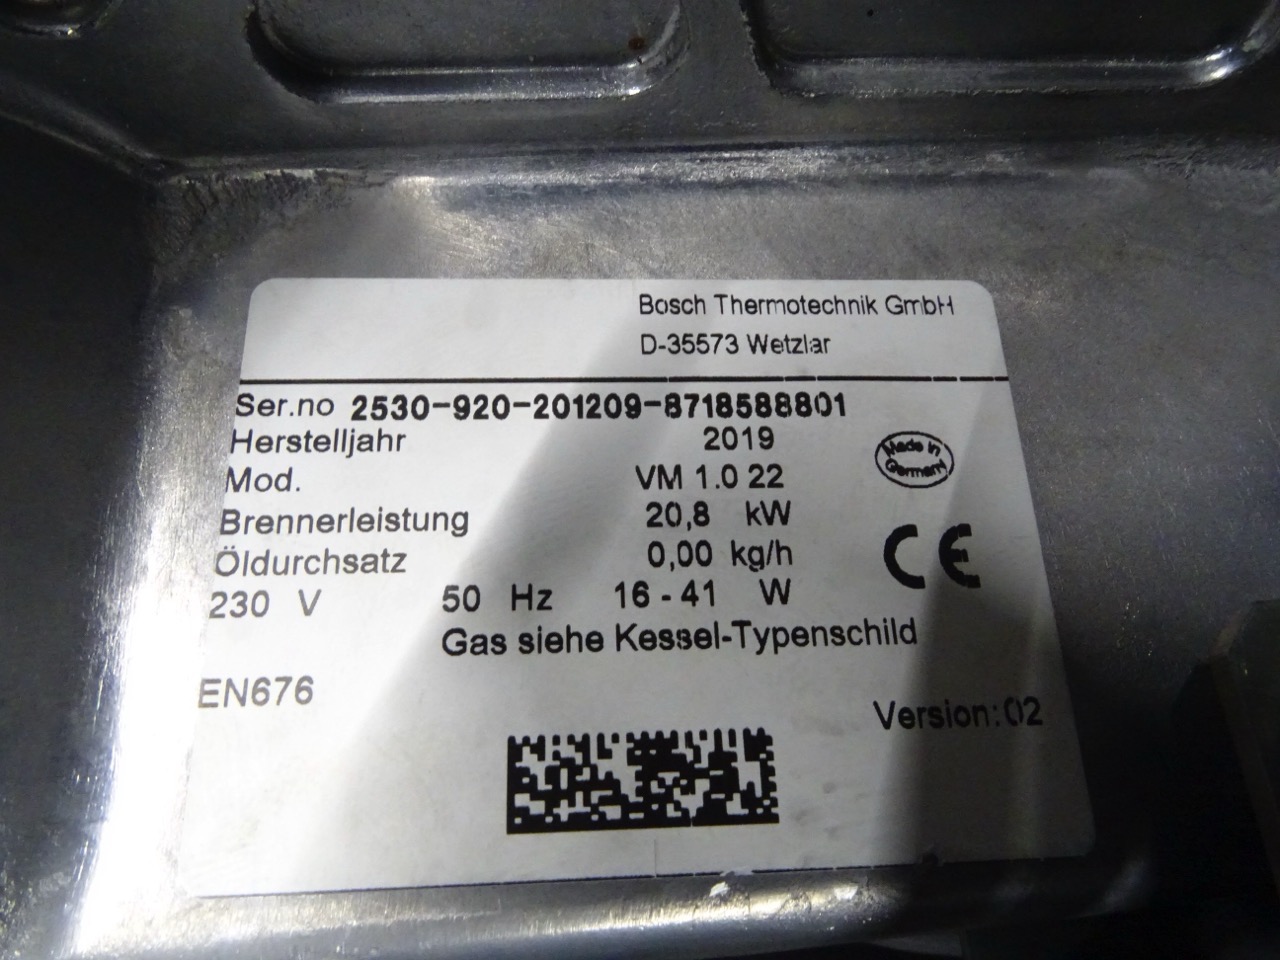 Bosch Thermotechnik GmbH
D-35573 Wetzlar
Ser.no 2530-920-201209-8718588801
Herstelljahr 2019
Mod. VM 1.0 22
Made in Germany
Brennerleistung 20,8 kW
Öldurchsatz 0,00 kg/h
CE
230 V 50 Hz 16 - 41 W
Gas siehe Kessel-Typenschild
EN676
Version: 02